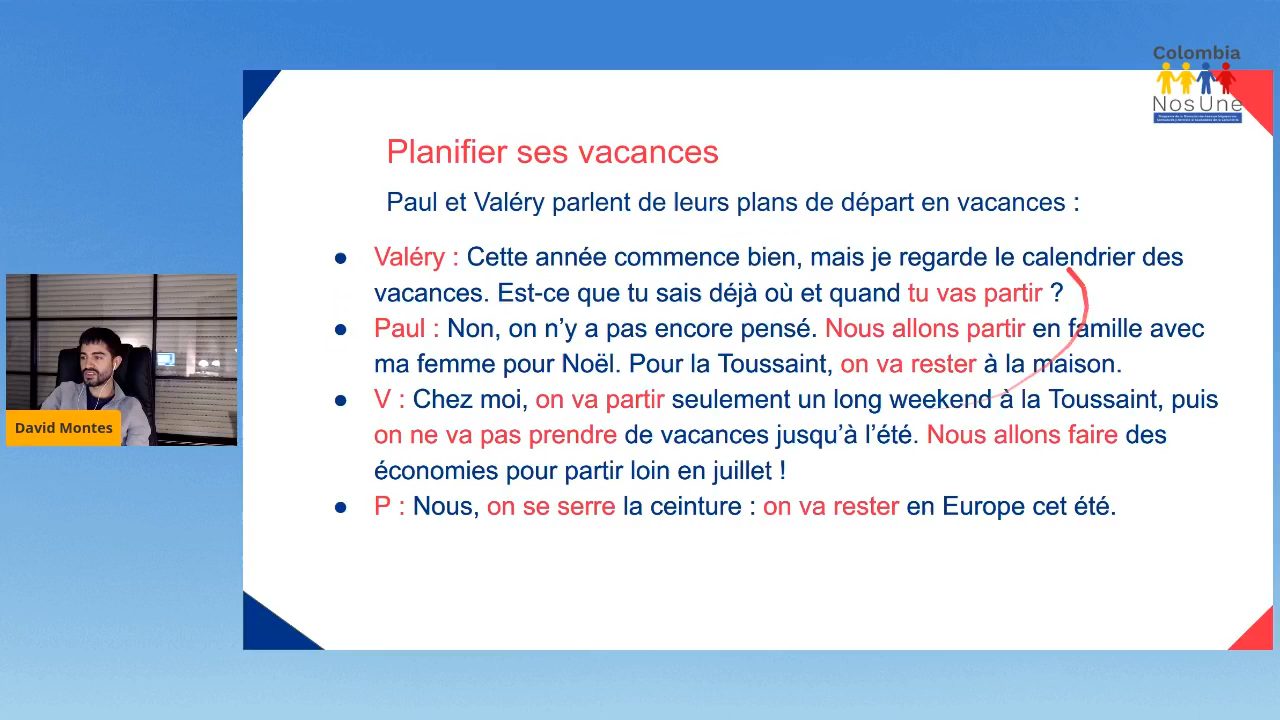 Colombia
NosUne
Planifier ses vacances
Paul et Valéry parlent de leurs plans de départ en vacances :
● Valéry : Cette année commence bien, mais je regarde le calendrier des
vacances. Est-ce que tu sais déjà où et quand tu vas partir ?
● Paul : Non, on n'y a pas encore pensé. Nous allons partir en famille avec
ma femme pour Noël. Pour la Toussaint, on va rester à la maison.
● V : Chez moi, on va partir seulement un long weekend à la Toussaint, puis
on ne va pas prendre de vacances jusqu'à l'été. Nous allons faire des
économies pour partir loin en juillet !
● P : Nous, on se serre la ceinture : on va rester en Europe cet été.
David Montes